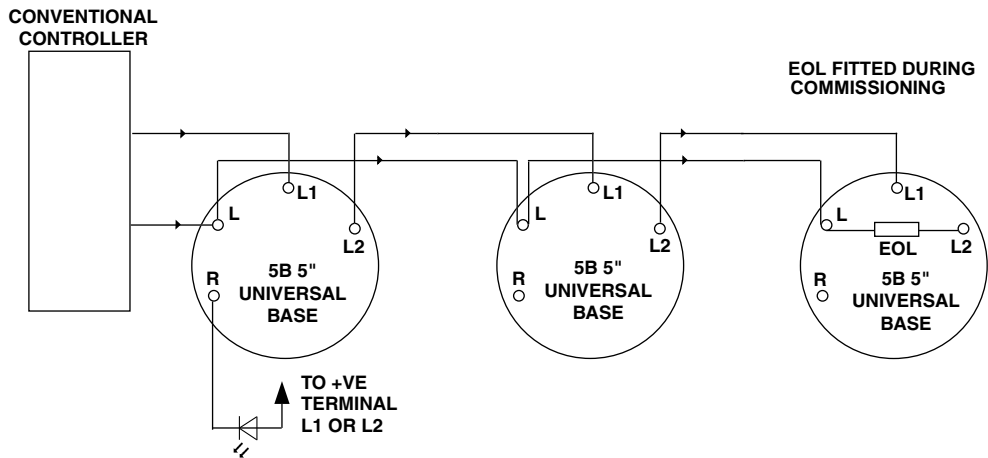 CONVENTIONAL
CONTROLLER
EOL FITTED DURING
COMMISSIONING
L1
L
L2
R
5B 5"
UNIVERSAL
BASE
L1
L
L2
R
5B 5"
UNIVERSAL
BASE
L1
L
EOL
L2
R
5B 5"
UNIVERSAL
BASE
TO +VE
TERMINAL
L1 OR L2